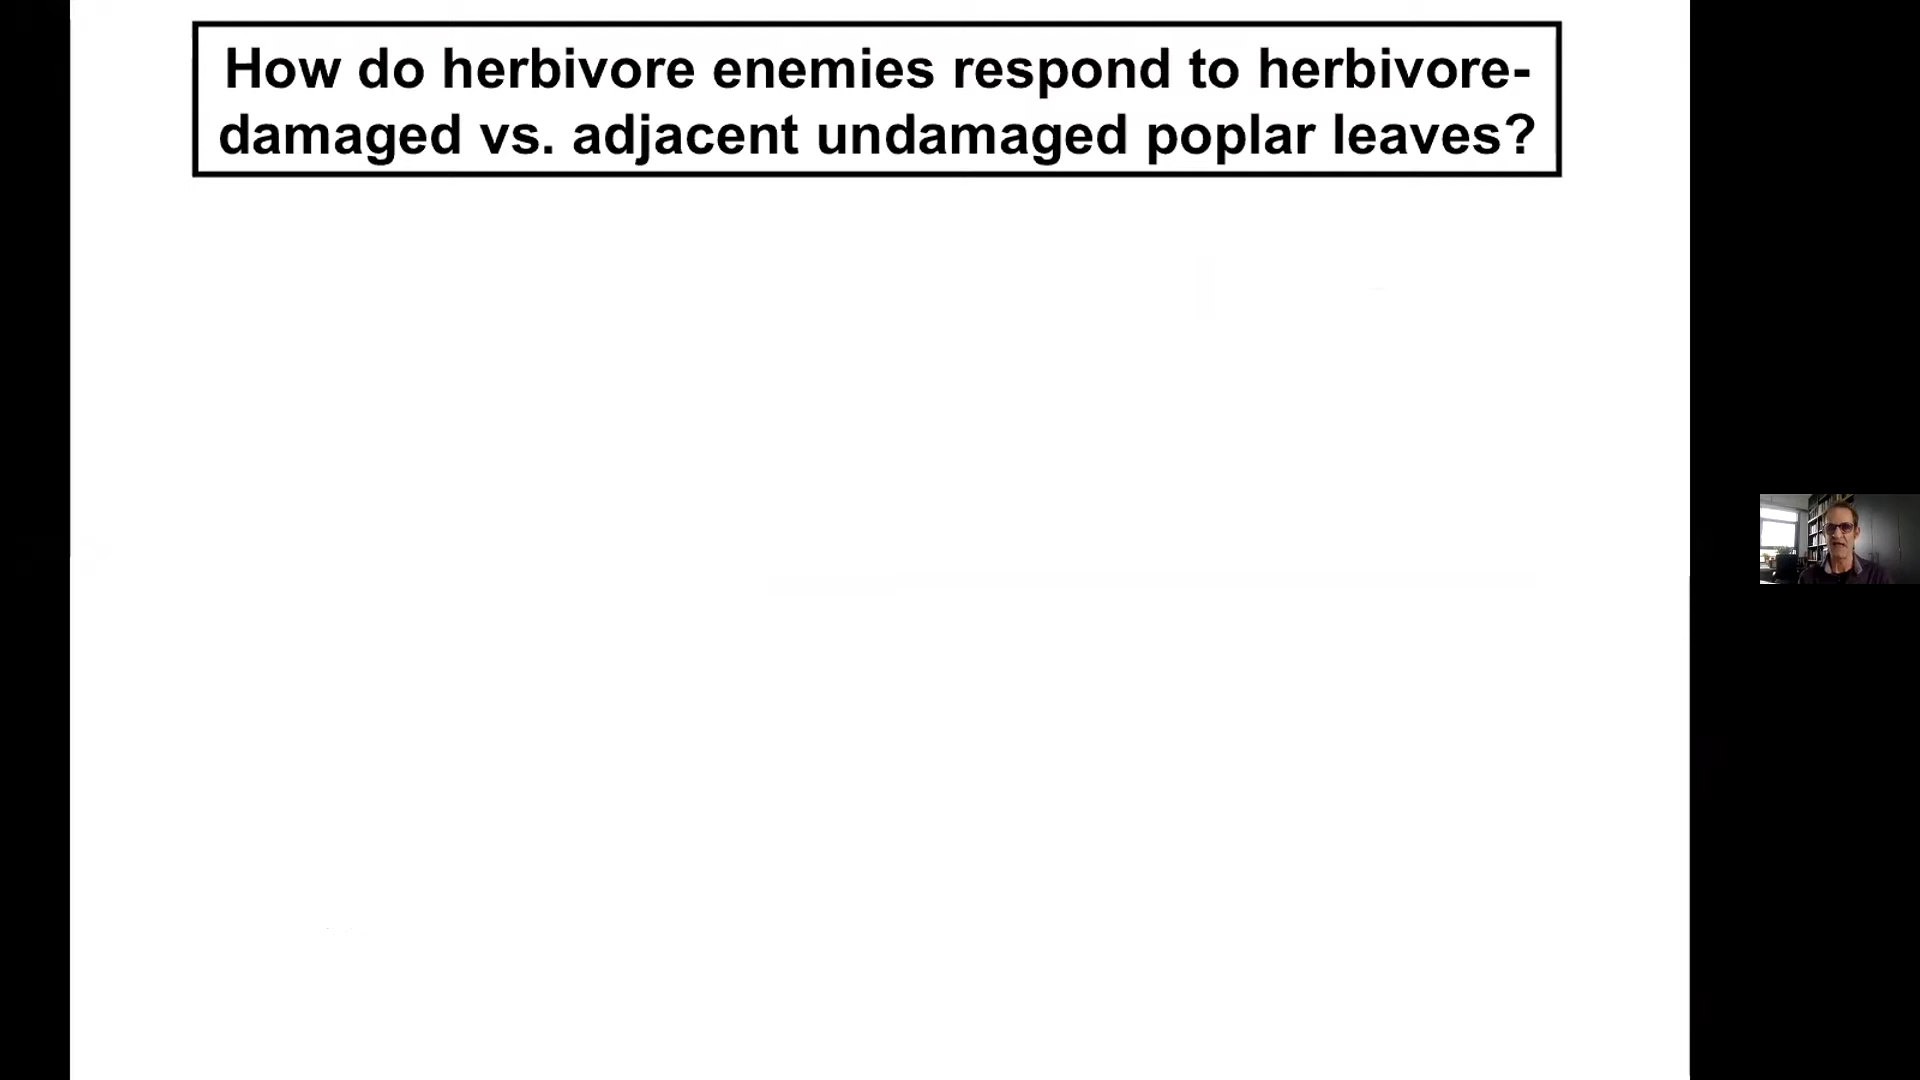 How do herbivore enemies respond to herbivore-
damaged vs. adjacent undamaged poplar leaves?